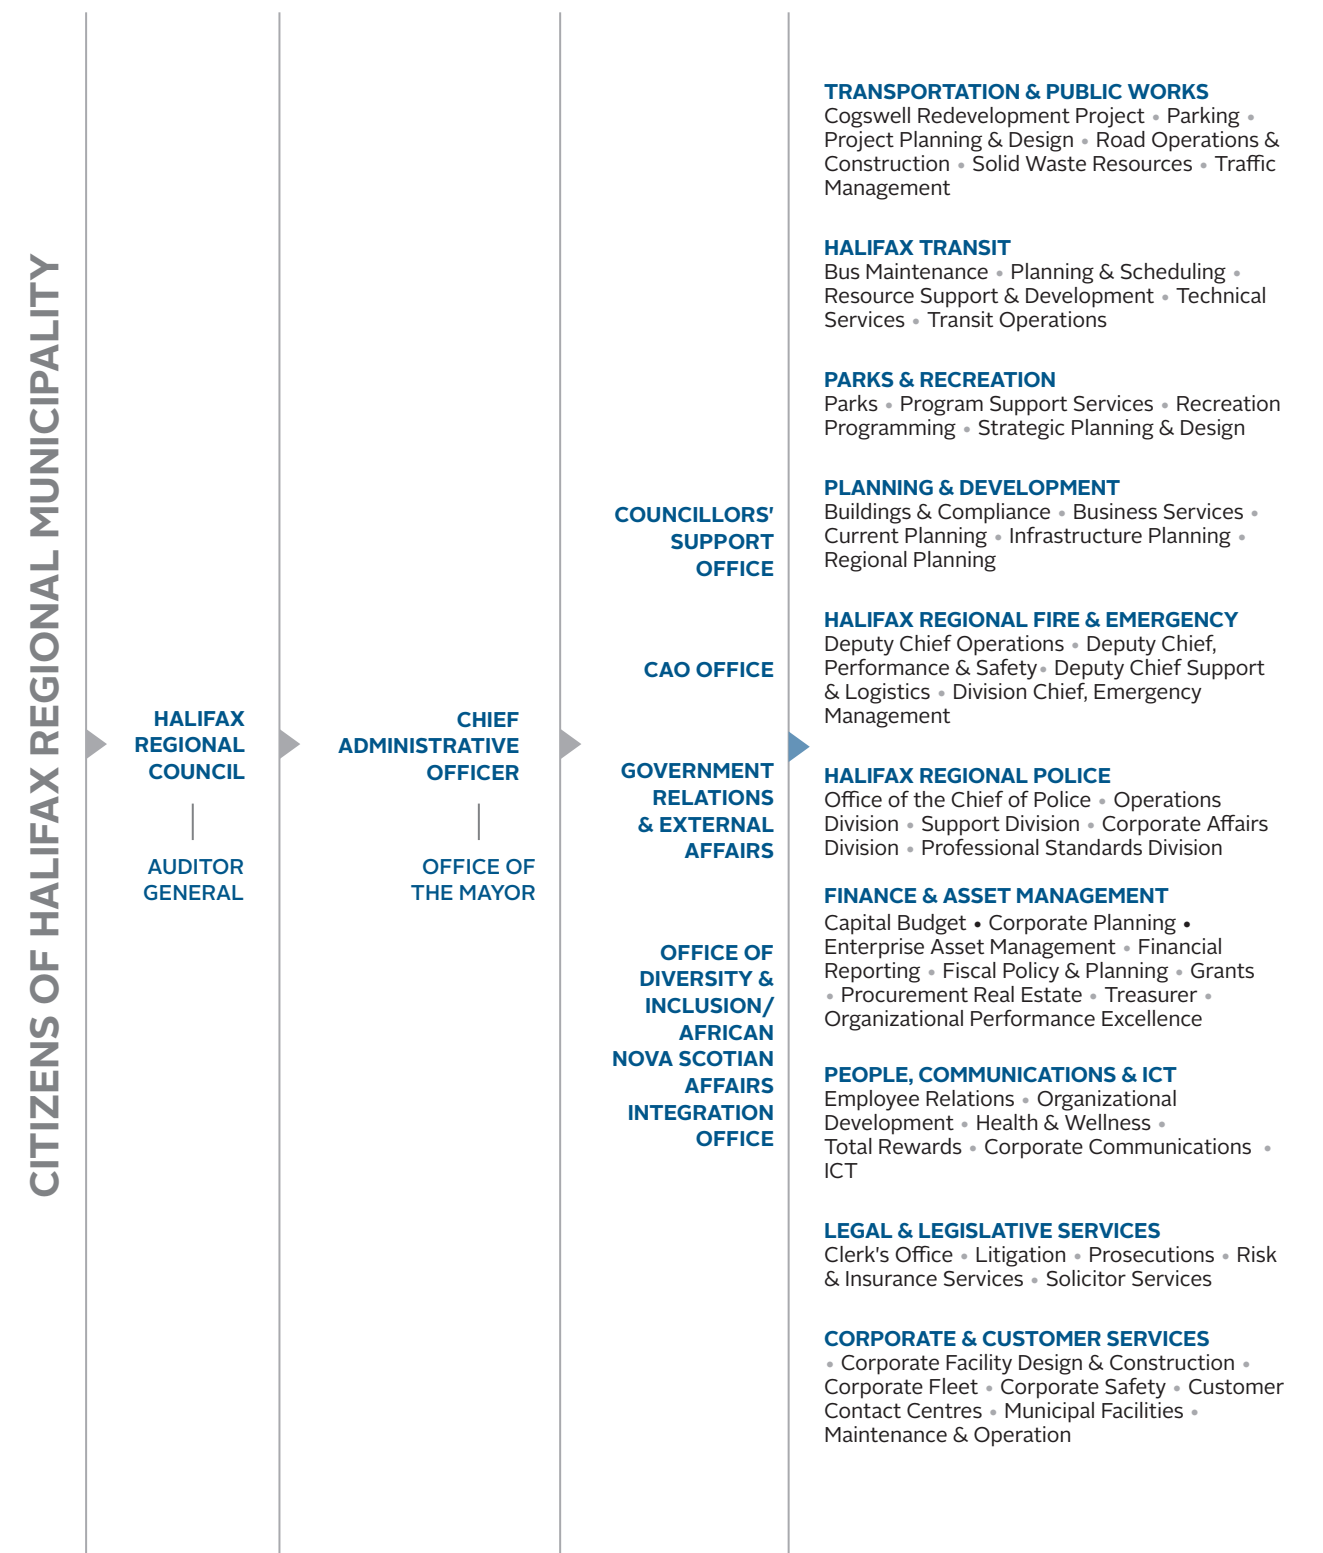 CITIZENS OF HALIFAX REGIONAL MUNICIPALITY
HALIFAX
REGIONAL
COUNCIL
AUDITOR
GENERAL
CHIEF
ADMINISTRATIVE
OFFICER
OFFICE OF
THE MAYOR
COUNCILLORS'
SUPPORT
OFFICE
CAO OFFICE
GOVERNMENT
RELATIONS
& EXTERNAL
AFFAIRS
OFFICE OF
DIVERSITY &
INCLUSION/
AFRICAN
NOVA SCOTIAN
AFFAIRS
INTEGRATION
OFFICE
TRANSPORTATION & PUBLIC WORKS
Cogswell Redevelopment Project • Parking •
Project Planning & Design • Road Operations &
Construction • Solid Waste Resources • Traffic
Management
HALIFAX TRANSIT
Bus Maintenance • Planning & Scheduling •
Resource Support & Development • Technical
Services • Transit Operations
PARKS & RECREATION
Parks • Program Support Services • Recreation
Programming • Strategic Planning & Design
PLANNING & DEVELOPMENT
Buildings & Compliance • Business Services •
Current Planning • Infrastructure Planning •
Regional Planning
HALIFAX REGIONAL FIRE & EMERGENCY
Deputy Chief Operations • Deputy Chief,
Performance & Safety• Deputy Chief Support
& Logistics • Division Chief, Emergency
Management
HALIFAX REGIONAL POLICE
Office of the Chief of Police • Operations
Division • Support Division • Corporate Affairs
Division • Professional Standards Division
FINANCE & ASSET MANAGEMENT
Capital Budget • Corporate Planning •
Enterprise Asset Management • Financial
Reporting • Fiscal Policy & Planning • Grants
• Procurement Real Estate • Treasurer •
Organizational Performance Excellence
PEOPLE, COMMUNICATIONS & ICT
Employee Relations • Organizational
Development • Health & Wellness •
Total Rewards • Corporate Communications •
ICT
LEGAL & LEGISLATIVE SERVICES
Clerk's Office • Litigation • Prosecutions • Risk
& Insurance Services • Solicitor Services
CORPORATE & CUSTOMER SERVICES
• Corporate Facility Design & Construction •
Corporate Fleet • Corporate Safety • Customer
Contact Centres • Municipal Facilities •
Maintenance & Operation